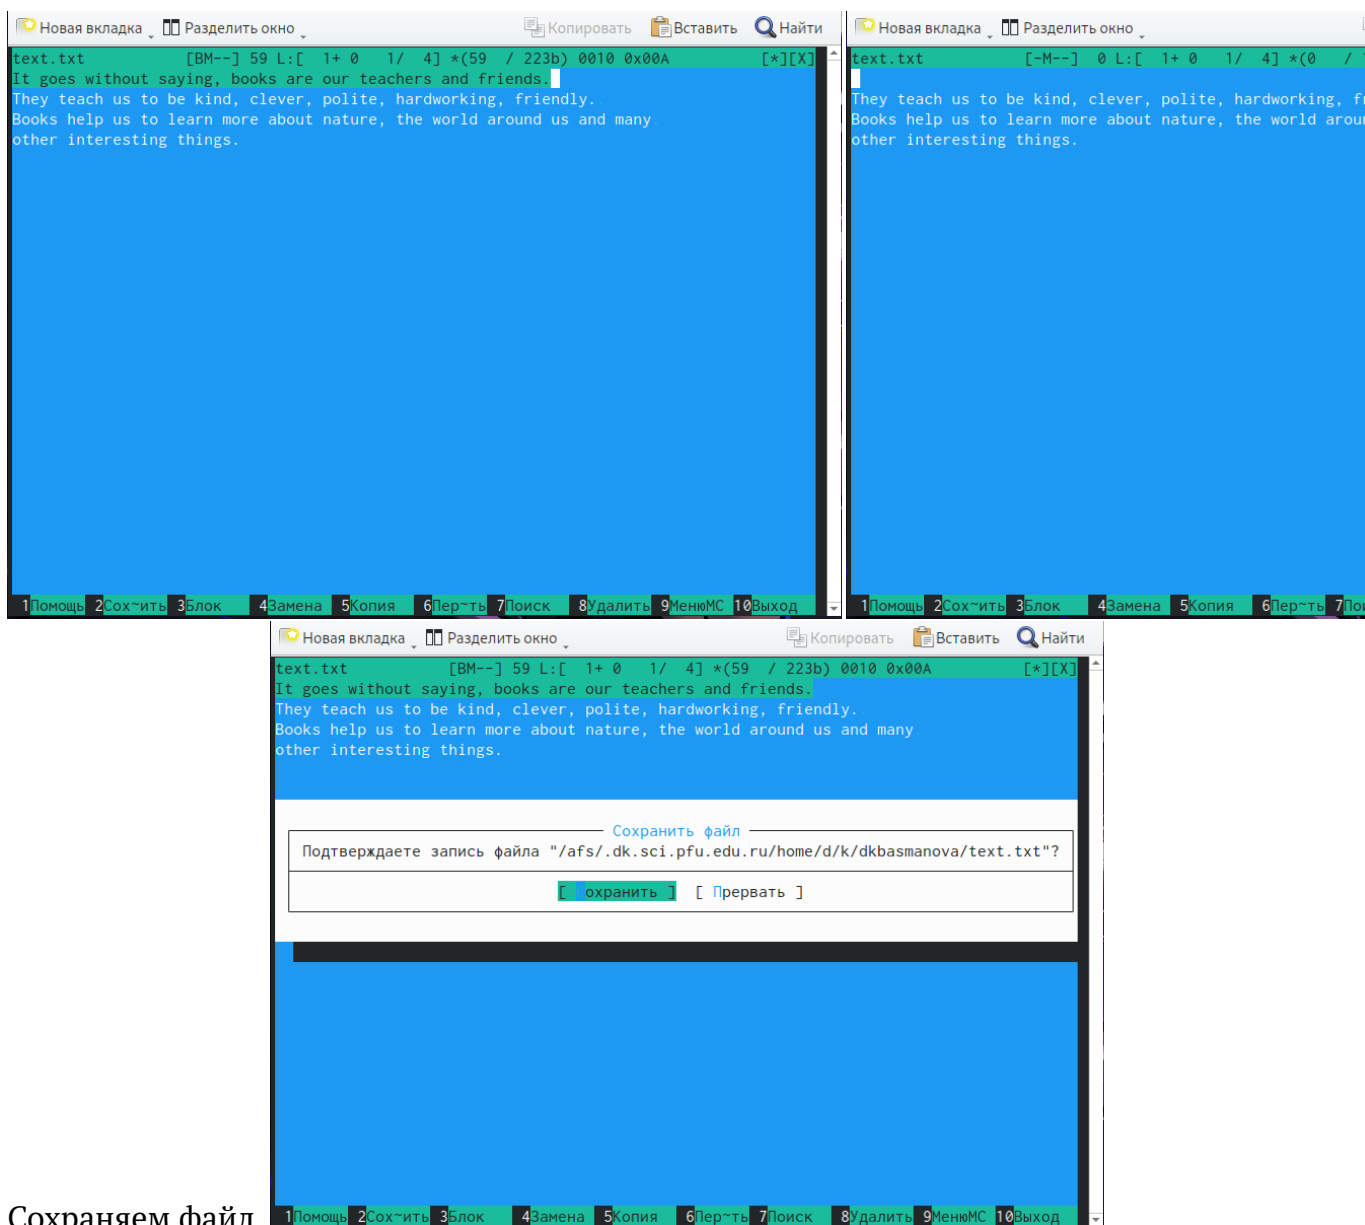 Новая вкладка Разделить окно Копировать Вставить Найти
text.txt [BM--] 59 L:[ 1+ 0 1/ 4] *(59 / 223b) 0010 0x00A [*][X]
It goes without saying, books are our teachers and friends.
They teach us to be kind, clever, polite, hardworking, friendly..
Books help us to learn more about nature, the world around us and many.
other interesting things.
1Помощь 2Сох~ить 3Блок 4Замена 5Копия 6Пер~ть 7Поиск 8Удалить 9МенюМС 10Выход
Новая вкладка Разделить окно
text.txt [-M--] 0 L:[ 1+ 0 1/ 4] *(0 /
They teach us to be kind, clever, polite, hardworking,
Books help us to learn more about nature, the world
other interesting things.
1Помощь 2Сох~ить 3Блок 4Замена 5Копия 6Пер~ть
Новая вкладка Разделить окно Копировать Вставить Найти
text.txt [BM--] 59 L:[ 1+ 0 1/ 4] *(59 / 223b) 0010 0x00A [*][X]
It goes without saying, books are our teachers and friends.
They teach us to be kind, clever, polite, hardworking, friendly..
Books help us to learn more about nature, the world around us and many.
other interesting things.
Сохранить файл
Подтверждаете запись файла "/afs/.dk.sci.pfu.edu.ru/home/d/k/dkbasmanova/text.txt"?
[ Сохранить ] [ Прервать ]
1Помощь 2Сох~ить 3Блок 4Замена 5Копия 6Пер~ть 7Поиск 8Удалить 9МенюМС 10Выход
Сохраняем файл